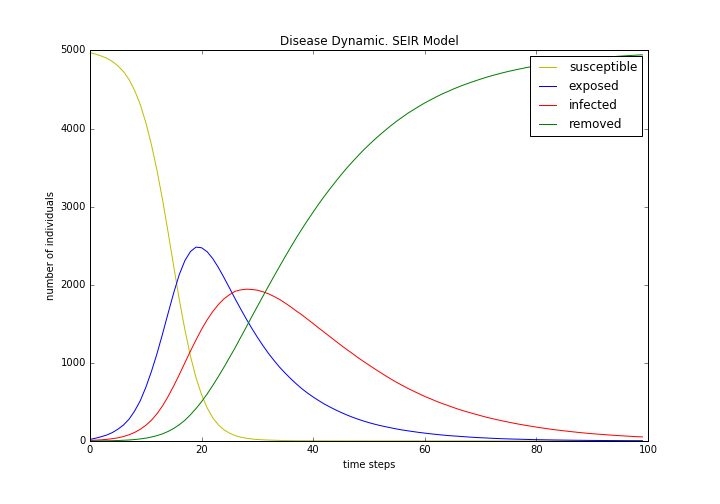 Disease Dynamic. SEIR Model
5000
4000
3000
2000
1000
0
number of individuals
susceptible
exposed
infected
removed
0 20 40 60 80 100
time steps